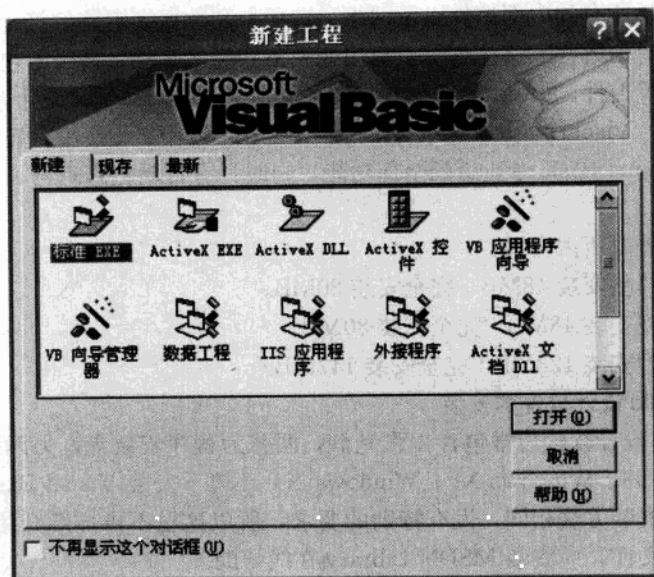 新建工程
Microsoft
Visual Basic
新建 现存 最新
标准 EXE
ActiveX EXE
ActiveX DLL
ActiveX 控
件
VB 应用程序
向导
VB 向导管理
器
数据工程
IIS 应用程
序
外接程序
ActiveX 文
档 Dll
打开(O)
取消
帮助(H)
不再显示这个对话框(U)